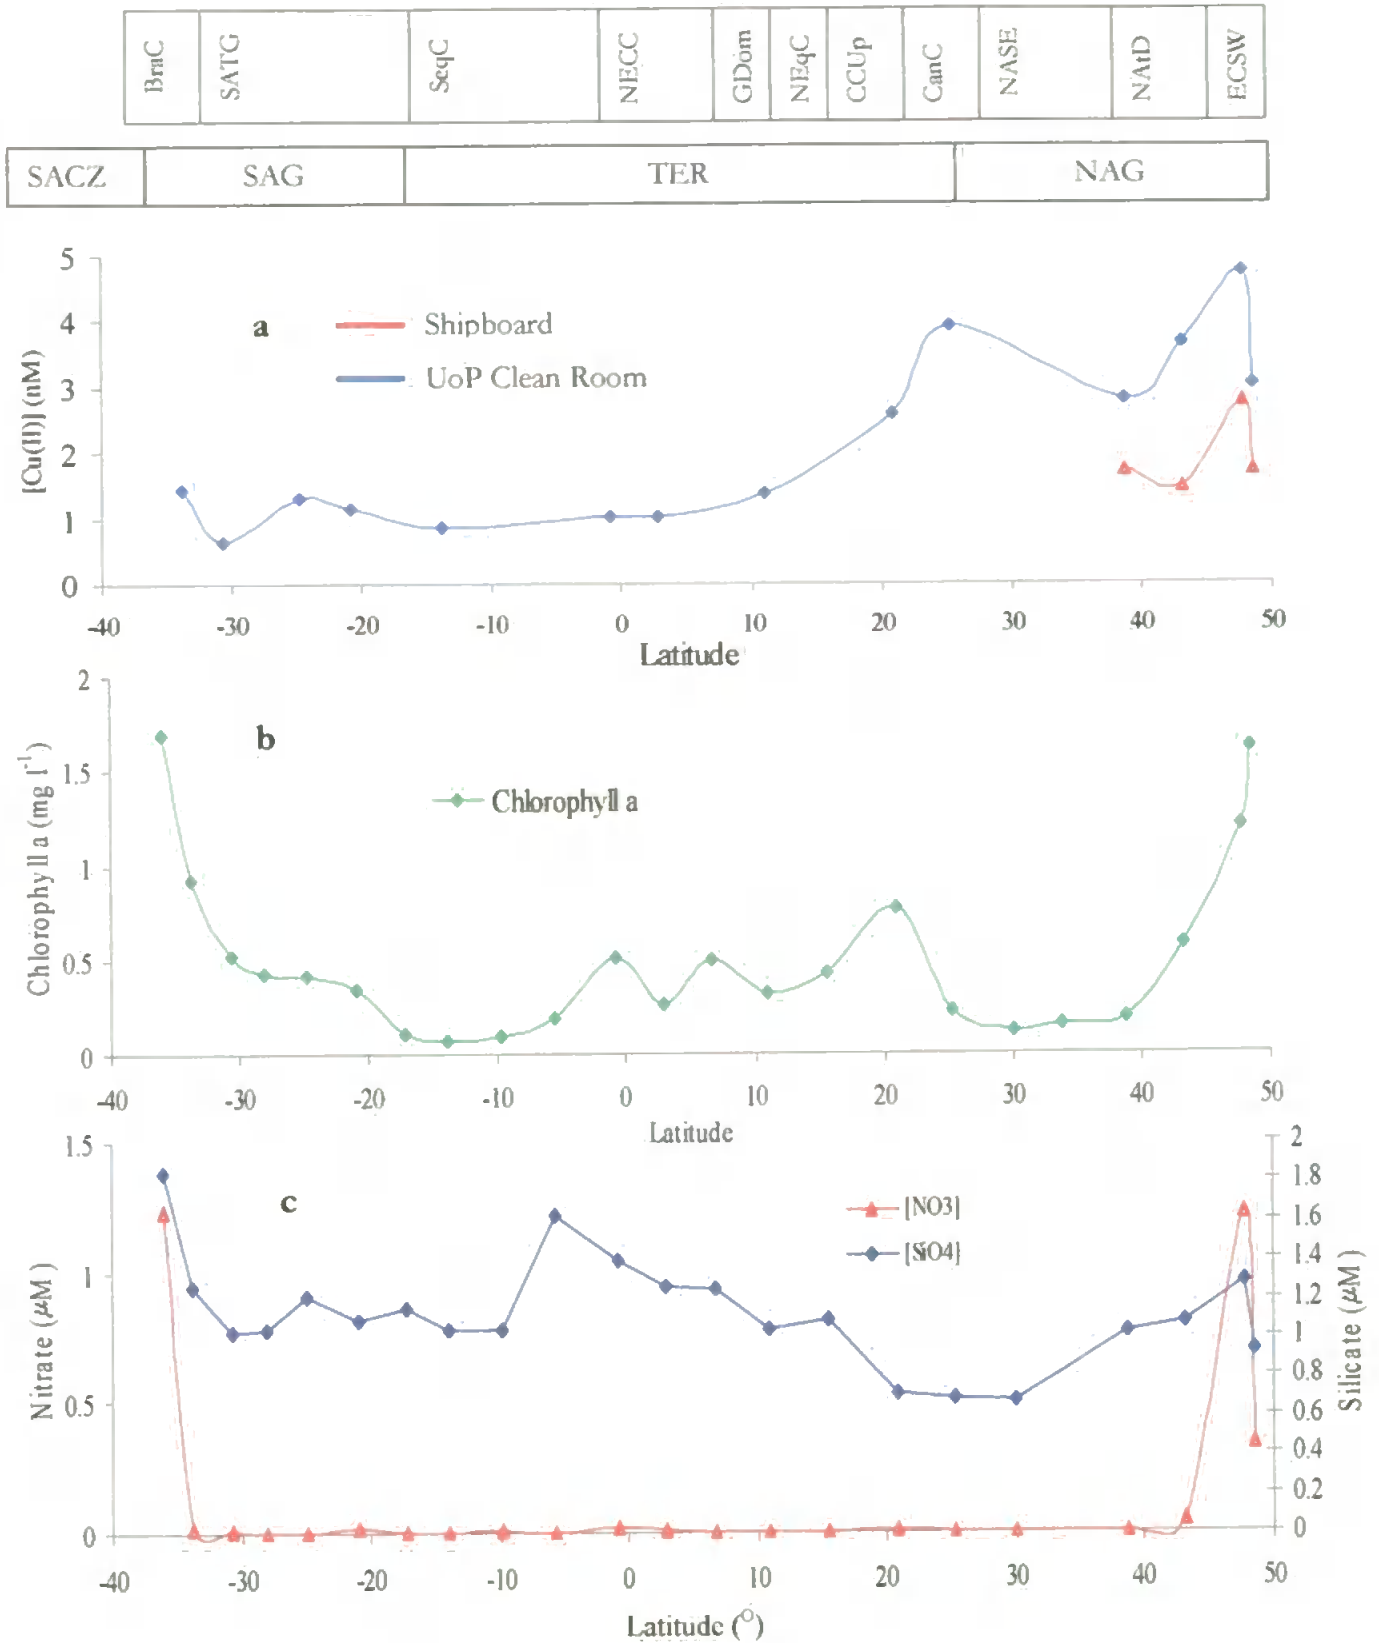 BraC SATG SeqC NECC GDom NEqC CCUp CanC NASE NAtD ECSW
SACZ SAG TER NAG
[Cu(II)] (nM)
5
4
3
2
1
0
a
Shipboard
UoP Clean Room
-40 -30 -20 -10 0 10 20 30 40 50
Latitude
Chlorophyll a (mg l-1)
2
1.5
1
0.5
0
b
Chlorophyll a
-40 -30 -20 -10 0 10 20 30 40 50
Latitude
Nitrate (μM)
1.5
1
0.5
0
c
[NO3]
[SiO4]
2
1.8
1.6
1.4
1.2
1
0.8
0.6
0.4
0.2
0
Silicate (μM)
-40 -30 -20 -10 0 10 20 30 40 50
Latitude (°)